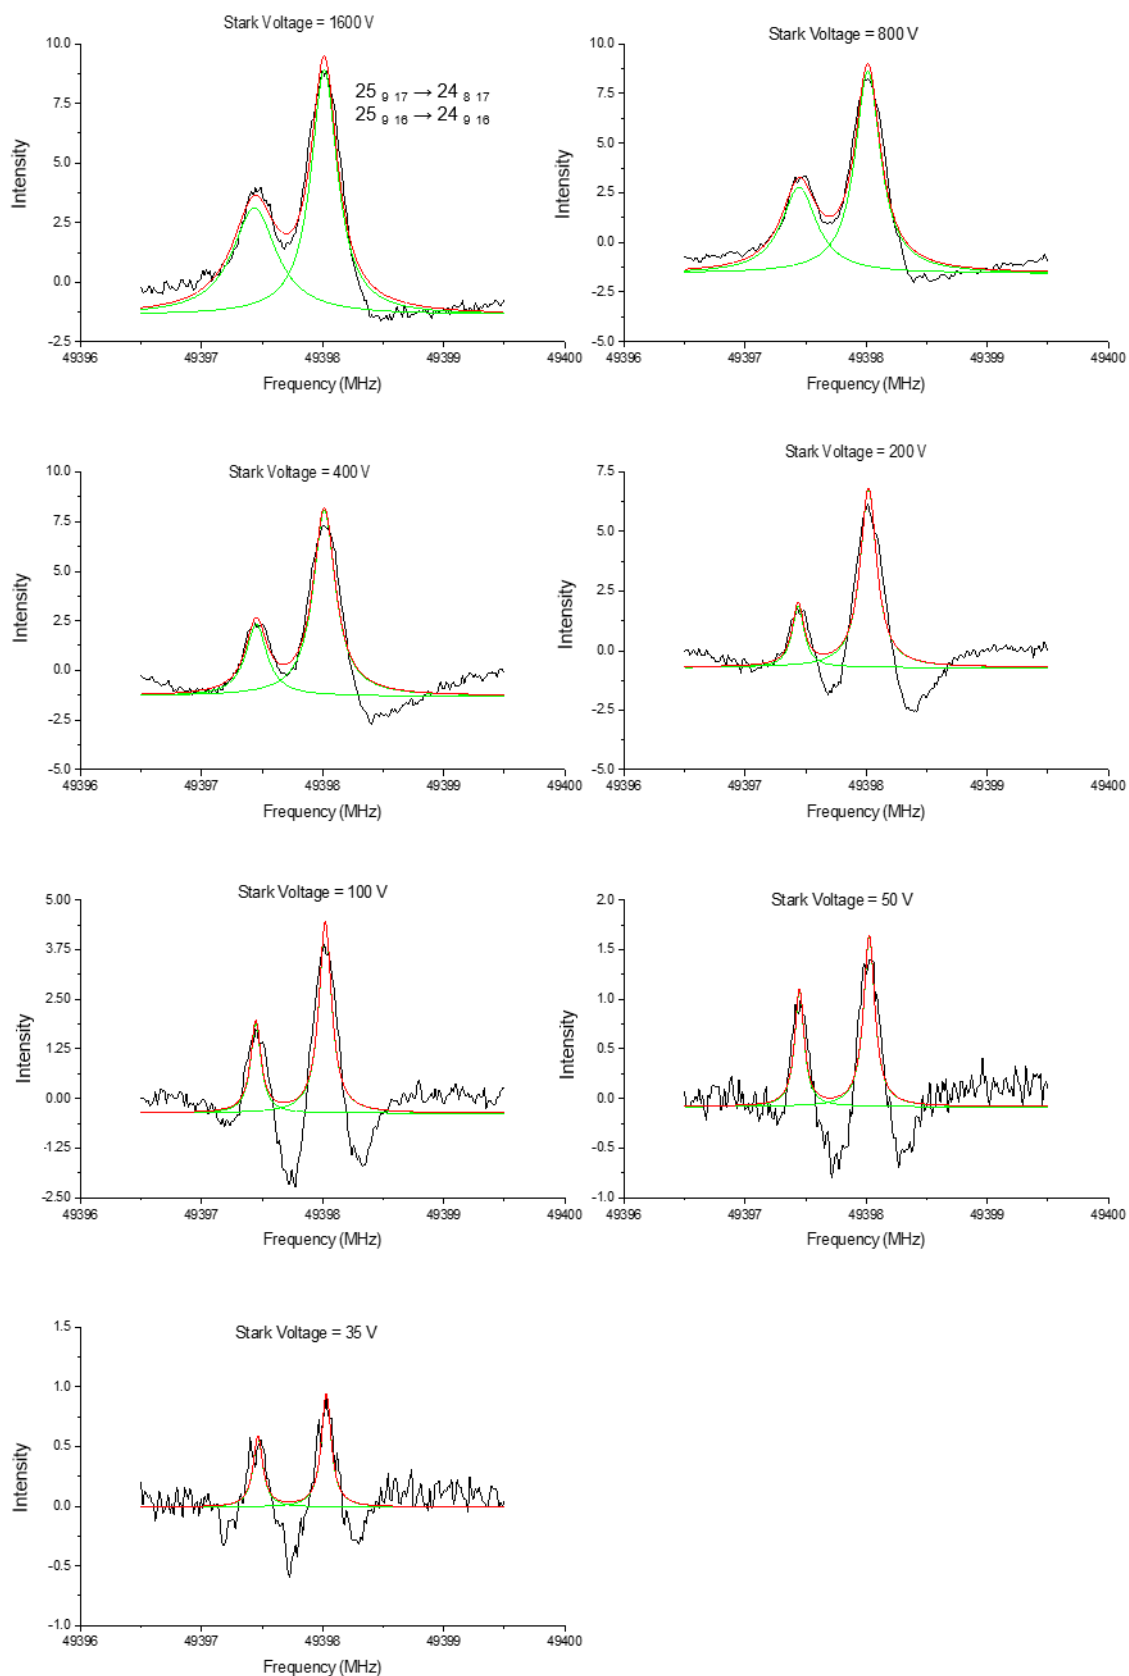 Stark Voltage = 1600 V
10.0
7.5
5.0
2.5
0.0
-2.5
Intensity
25 9 17 → 24 8 17
25 9 16 → 24 9 16
49396 49397 49398 49399 49400
Frequency (MHz)
Stark Voltage = 800 V
10.0
7.5
5.0
2.5
0.0
-2.5
-5.0
Intensity
49396 49397 49398 49399 49400
Frequency (MHz)
Stark Voltage = 400 V
10.0
7.5
5.0
2.5
0.0
-2.5
-5.0
Intensity
49396 49397 49398 49399 49400
Frequency (MHz)
Stark Voltage = 200 V
7.5
5.0
2.5
0.0
-2.5
-5.0
Intensity
49396 49397 49398 49399 49400
Frequency (MHz)
Stark Voltage = 100 V
5.00
3.75
2.50
1.25
0.00
-1.25
-2.50
Intensity
49396 49397 49398 49399 49400
Frequency (MHz)
Stark Voltage = 50 V
2.0
1.5
1.0
0.5
0.0
-0.5
-1.0
Intensity
49396 49397 49398 49399 49400
Frequency (MHz)
Stark Voltage = 35 V
1.5
1.0
0.5
0.0
-0.5
-1.0
Intensity
49396 49397 49398 49399 49400
Frequency (MHz)